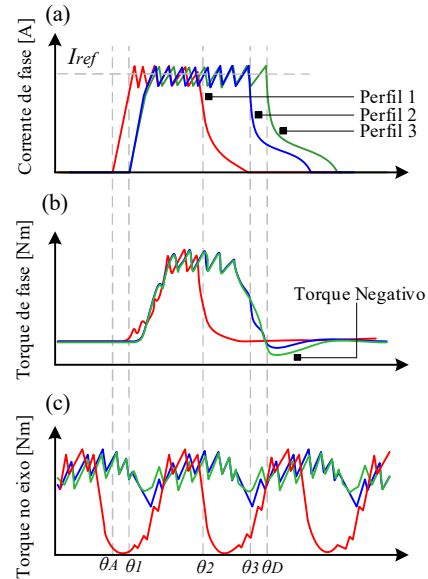 (a)
Corrente de fase [A]
Iref
Perfil 1
Perfil 2
Perfil 3
(b)
Torque de fase [Nm]
Torque Negativo
(c)
Torque no eixo [Nm]
θA θ1 θ2 θ3 θD